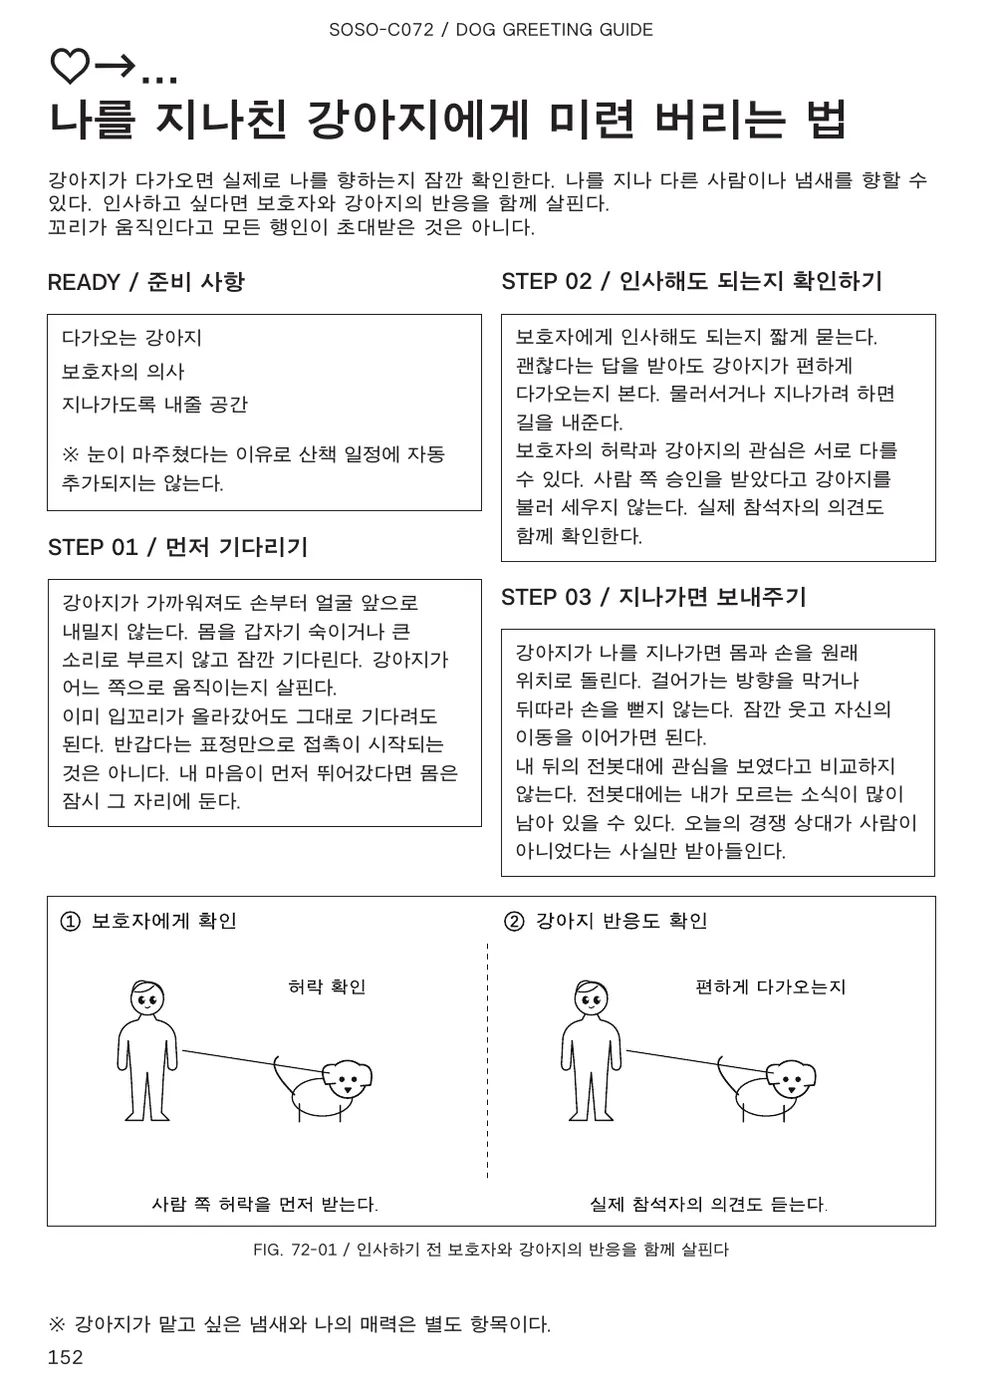 SOSO-C072 / DOG GREETING GUIDE
♡→...
나를 지나친 강아지에게 미련 버리는 법
강아지가 다가오면 실제로 나를 향하는지 잠깐 확인한다. 나를 지나 다른 사람이나 냄새를 향할 수
있다. 인사하고 싶다면 보호자와 강아지의 반응을 함께 살핀다.
꼬리가 움직인다고 모든 행인이 초대받은 것은 아니다.
READY / 준비 사항
다가오는 강아지
보호자의 의사
지나가도록 내줄 공간
※ 눈이 마주쳤다는 이유로 산책 일정에 자동
추가되지는 않는다.
STEP 01 / 먼저 기다리기
강아지가 가까워져도 손부터 얼굴 앞으로
내밀지 않는다. 몸을 갑자기 숙이거나 큰
소리로 부르지 않고 잠깐 기다린다. 강아지가
어느 쪽으로 움직이는지 살핀다.
이미 입꼬리가 올라갔어도 그대로 기다려도
된다. 반갑다는 표정만으로 접촉이 시작되는
것은 아니다. 내 마음이 먼저 뛰어갔다면 몸은
잠시 그 자리에 둔다.
STEP 02 / 인사해도 되는지 확인하기
보호자에게 인사해도 되는지 짧게 묻는다.
괜찮다는 답을 받아도 강아지가 편하게
다가오는지 본다. 물러서거나 지나가려 하면
길을 내준다.
보호자의 허락과 강아지의 관심은 서로 다를
수 있다. 사람 쪽 승인을 받았다고 강아지를
불러 세우지 않는다. 실제 참석자의 의견도
함께 확인한다.
STEP 03 / 지나가면 보내주기
강아지가 나를 지나가면 몸과 손을 원래
위치로 돌린다. 걸어가는 방향을 막거나
뒤따라 손을 뻗지 않는다. 잠깐 웃고 자신의
이동을 이어가면 된다.
내 뒤의 전봇대에 관심을 보였다고 비교하지
않는다. 전봇대에는 내가 모르는 소식이 많이
남아 있을 수 있다. 오늘의 경쟁 상대가 사람이
아니었다는 사실만 받아들인다.
① 보호자에게 확인
허락 확인
사람 쪽 허락을 먼저 받는다.
② 강아지 반응도 확인
편하게 다가오는지
실제 참석자의 의견도 듣는다.
FIG. 72-01 / 인사하기 전 보호자와 강아지의 반응을 함께 살핀다
※ 강아지가 맡고 싶은 냄새와 나의 매력은 별도 항목이다.
152